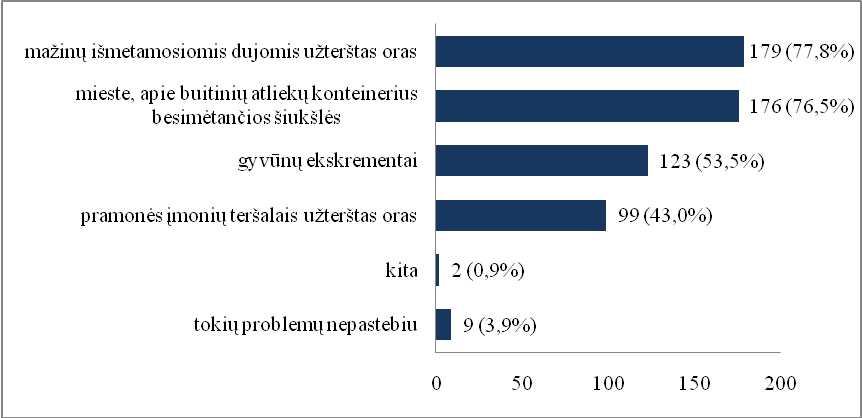 mažinų išmetamosiomis dujomis užterštas oras
179 (77,8%)
mieste, apie buitinių atliekų konteinerius
besimėtančios šiukšlės
176 (76,5%)
gyvūnų ekskrementai
123 (53,5%)
pramonės įmonių teršalais užterštas oras
99 (43,0%)
kita
2 (0,9%)
tokių problemų nepastebiu
9 (3,9%)
0 50 100 150 200